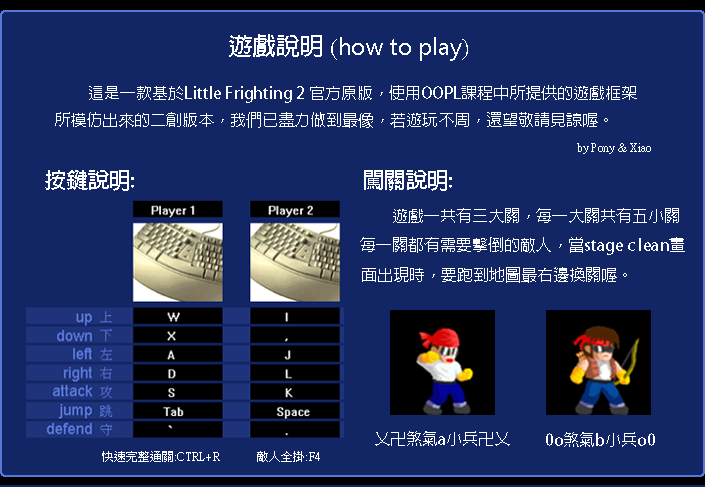 遊戲說明 (how to play)
這是一款基於Little Frighting 2 官方原版，使用OOPL課程中所提供的遊戲框架
所模仿出來的二創版本，我們已盡力做到最像，若遊玩不周，還望敬請見諒喔。
by Pony & Xiao
按鍵說明:
Player 1 Player 2
up 上 W I
down 下 X ,
left 左 A J
right 右 D L
attack 攻 S K
jump 跳 Tab Space
defend 守 ` .
快速完整通關:CTRL+R 敵人全掛:F4
闖關說明:
遊戲一共有三大關，每一大關共有五小關
每一關都有需要擊倒的敵人，當stage clean畫
面出現時，要跑到地圖最右邊換關喔。
乂卍煞氣a小兵卍乂 0o煞氣b小兵o0